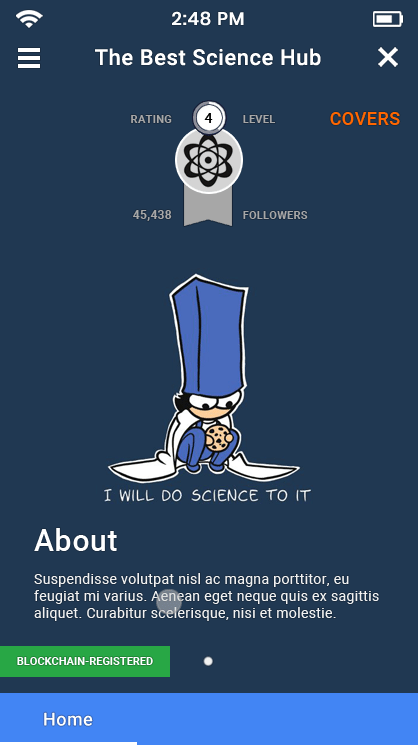 2:48 PM
The Best Science Hub
RATING
4
LEVEL
COVERS
45,438
FOLLOWERS
I WILL DO SCIENCE TO IT
About
Suspendisse volutpat nisl ac magna porttitor, eu
feugiat mi varius. Aenean eget neque quis ex sagittis
aliquet. Curabitur scelerisque, nisi et molestie.
BLOCKCHAIN-REGISTERED
Home